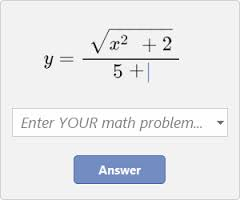 y = √(x² + 2) / (5 +|
Enter YOUR math problem...
Answer